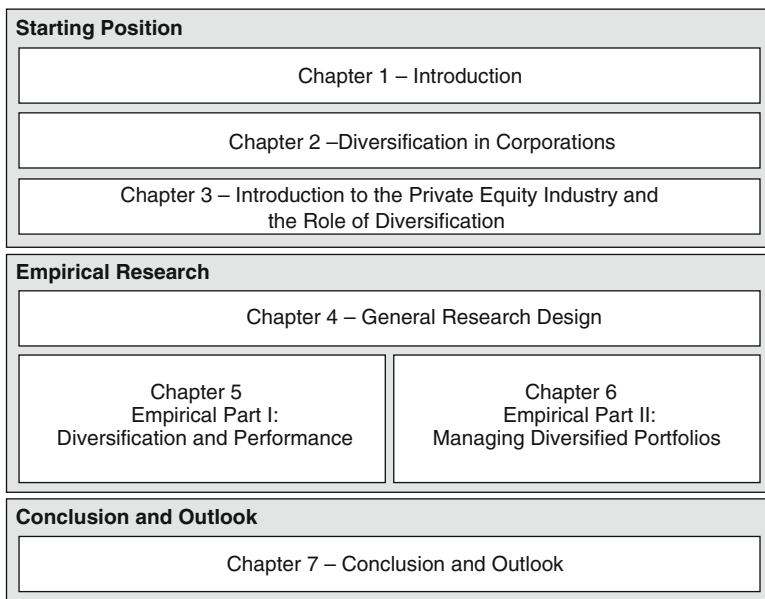 Starting Position
Chapter 1 – Introduction
Chapter 2 –Diversification in Corporations
Chapter 3 – Introduction to the Private Equity Industry and
the Role of Diversification
Empirical Research
Chapter 4 – General Research Design
Chapter 5
Empirical Part I:
Diversification and Performance
Chapter 6
Empirical Part II:
Managing Diversified Portfolios
Conclusion and Outlook
Chapter 7 – Conclusion and Outlook